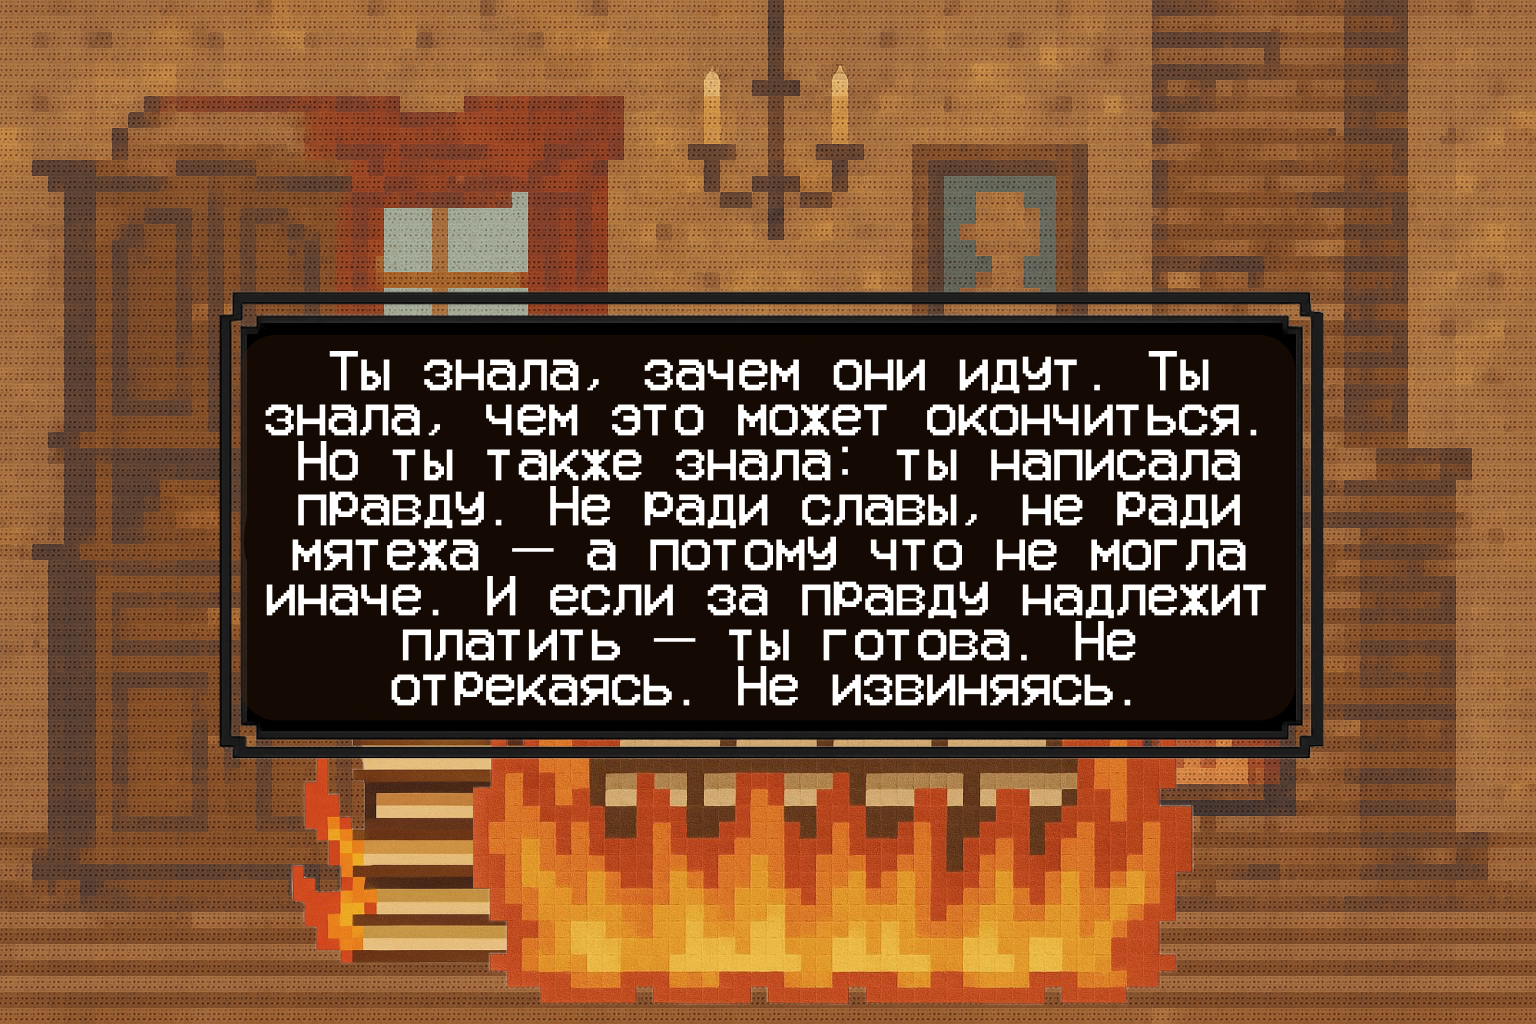 Ты знала, зачем они идут. Ты
знала, чем это может окончиться.
Но ты также знала: ты написала
правду. Не ради славы, не ради
мятежа — а потому что не могла
иначе. И если за правду надлежит
платить — ты готова. Не
отрекаясь. Не извиняясь.